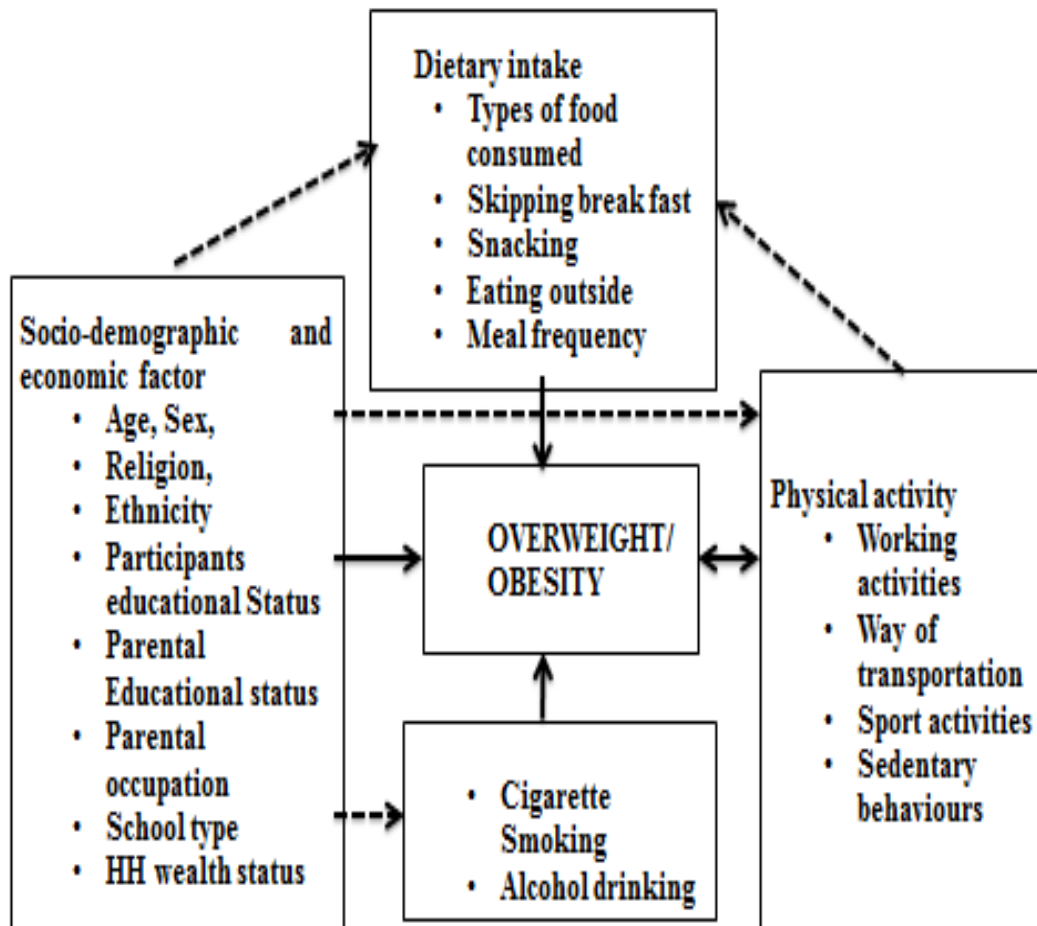 Dietary intake
• Types of food
consumed
• Skipping break fast
• Snacking
• Eating outside
• Meal frequency
Socio-demographic and
economic factor
• Age, Sex,
• Religion,
• Ethnicity
• Participants
educational Status
• Parental
Educational status
• Parental
occupation
• School type
• HH wealth status
OVERWEIGHT/
OBESITY
• Cigarette
Smoking
• Alcohol drinking
Physical activity
• Working
activities
• Way of
transportation
• Sport activities
• Sedentary
behaviours